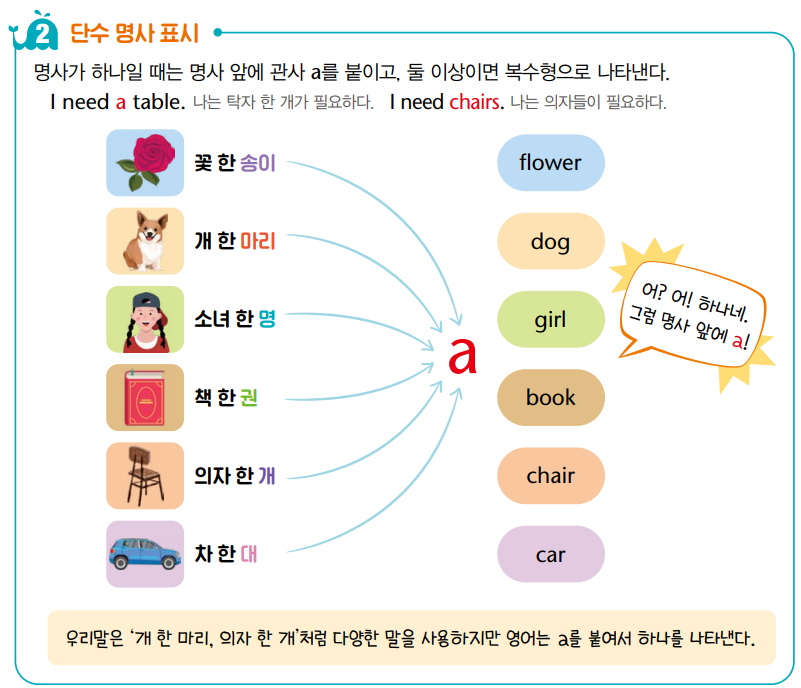 2 단수 명사 표시
명사가 하나일 때는 명사 앞에 관사 a를 붙이고, 둘 이상이면 복수형으로 나타낸다.
I need a table. 나는 탁자 한 개가 필요하다. I need chairs. 나는 의자들이 필요하다.
꽃 한 송이
flower
개 한 마리
dog
소녀 한 명
girl
책 한 권
book
의자 한 개
chair
차 한 대
car
a
어? 어! 하나네.
그럼 명사 앞에 a!
우리말은 ‘개 한 마리, 의자 한 개’처럼 다양한 말을 사용하지만 영어는 a를 붙여서 하나를 나타낸다.